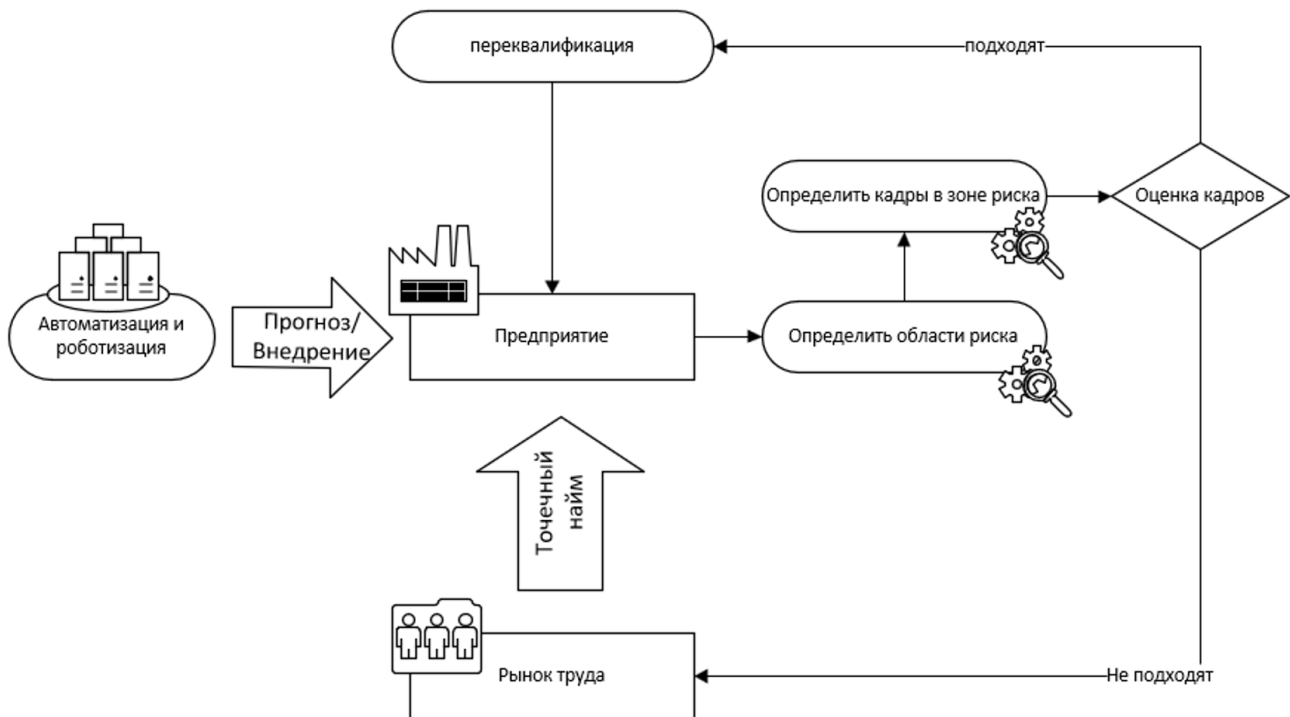 переквалификация
подходят
Определить кадры в зоне риска
Оценка кадров
Автоматизация и
роботизация
Прогноз/
Внедрение
Предприятие
Определить области риска
Точечный
найм
Рынок труда
Не подходят